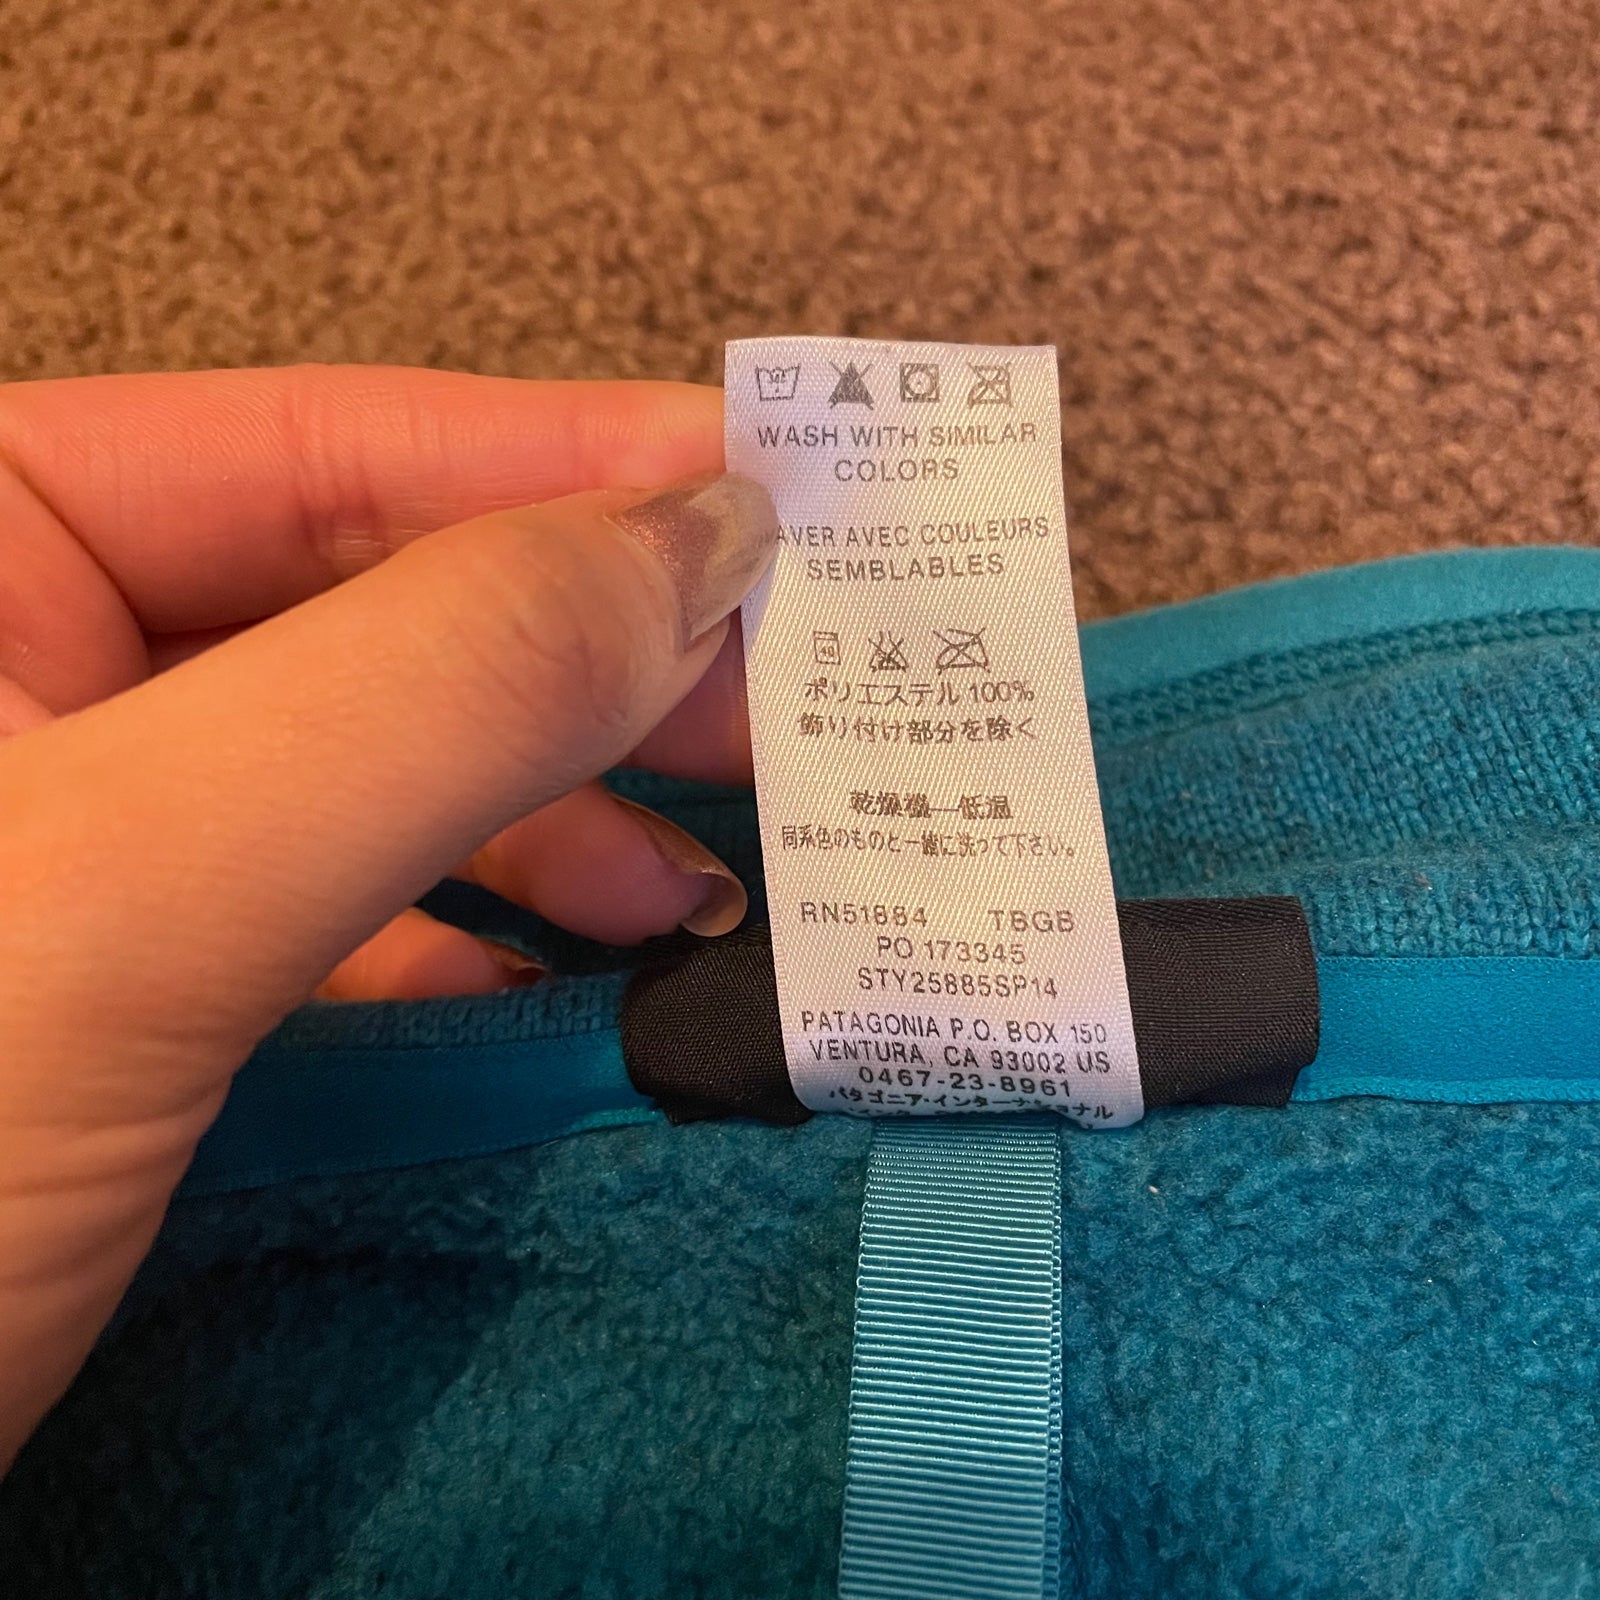 WASH WITH SIMILAR
COLORS
AVEC COULEURS
SEMBLABLES
ポリエステル 100%
飾り付け部分を除く
乾燥機—低温
同系色のものと一緒に洗って下さい。
RN51884 TBGB
PO 173345
STY25885SP14
PATAGONIA P.O. BOX 150
VENTURA, CA 93002 US
0467-23-8961
パタゴニア・インターナショナル